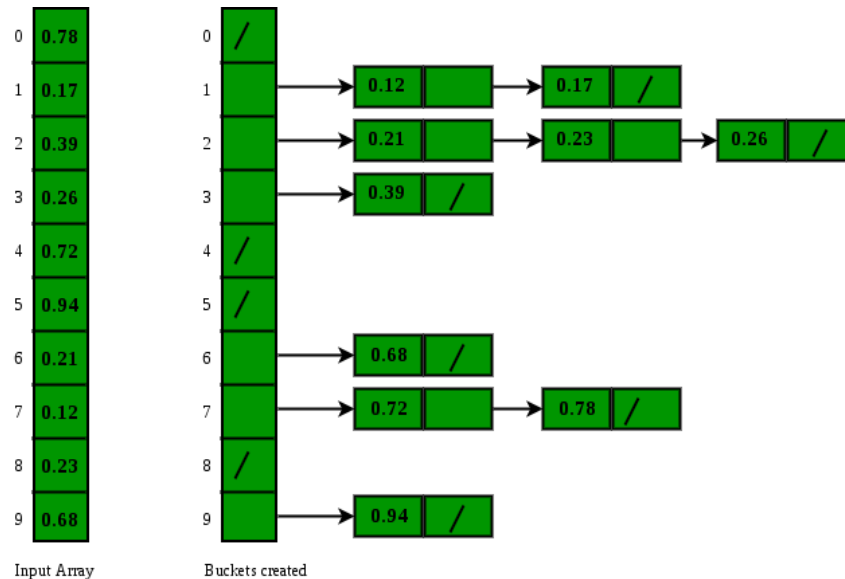 0 0.78 0 /
1 0.17 1 0.12 0.17 /
2 0.39 2 0.21 0.23 0.26 /
3 0.26 3 0.39 /
4 0.72 4 /
5 0.94 5 /
6 0.21 6 0.68 /
7 0.12 7 0.72 0.78 /
8 0.23 8 /
9 0.68 9 0.94 /
Input Array Buckets created